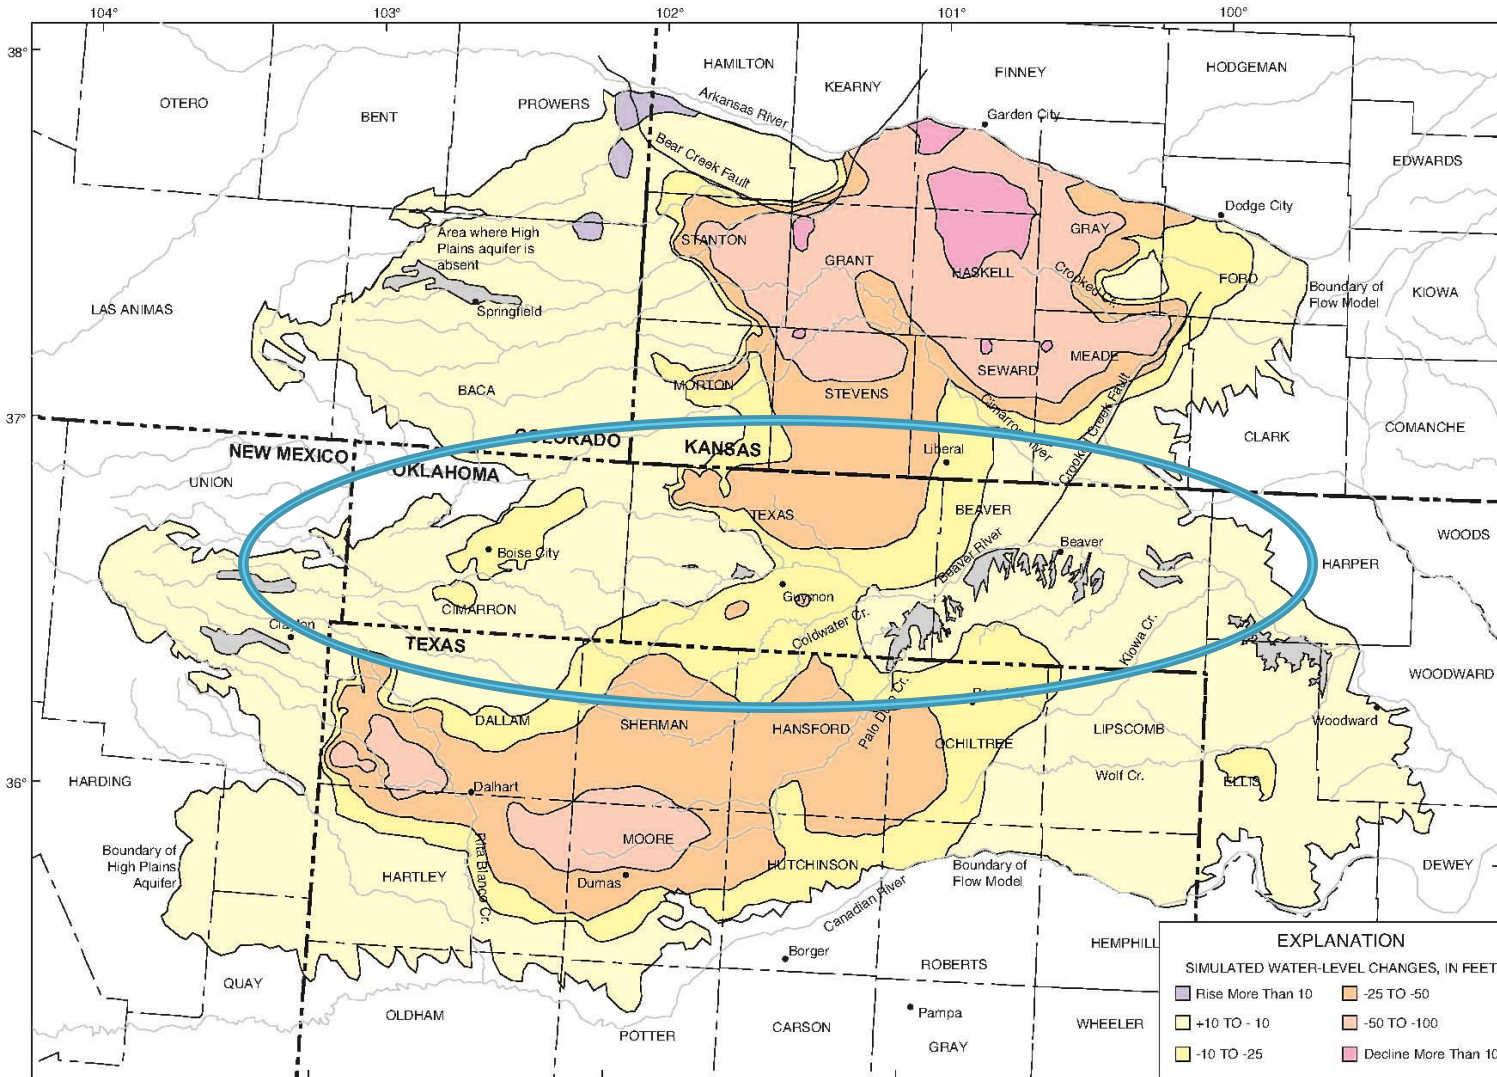 103° 102° 101° 100°
38°
HAMILTON
KEARNY
FINNEY
HODGEMAN
OTERO
BENT
PROWERS
Arkansas River
Garden City
EDWARDS
Bear Creek Fault
Dodge City
Area where High
Plains aquifer is
absent
STANTON
GRANT
HASKELL
GRAY
Crooked Cr.
FORD
Boundary of
Flow Model
KIOWA
LAS ANIMAS
Springfield
BACA
MORTON
STEVENS
SEWARD
MEADE
37°
Cimarron River
Crooked Creek Fault
CLARK
COMANCHE
NEW MEXICO
COLORADO
KANSAS
Liberal
OKLAHOMA
UNION
TEXAS
BEAVER
WOODS
Boise City
Beaver River
Beaver
HARPER
CIMARRON
Guymon
Coldwater Cr.
Clayton
TEXAS
Kiowa Cr.
WOODWARD
DALLAM
SHERMAN
HANSFORD
Palo Duro Cr.
OCHILTREE
LIPSCOMB
Woodward
36°
HARDING
Dalhart
Wolf Cr.
ELLIS
MOORE
Rita Blanco Cr.
Boundary of
High Plains
Aquifer
HARTLEY
Dumas
HUTCHINSON
Boundary of
Flow Model
DEWEY
Canadian River
Borger
ROBERTS
HEMPHILL
QUAY
OLDHAM
POTTER
CARSON
Pampa
GRAY
WHEELER
EXPLANATION
SIMULATED WATER-LEVEL CHANGES, IN FEET
Rise More Than 10
-25 TO -50
+10 TO - 10
-50 TO -100
-10 TO -25
Decline More Than 10